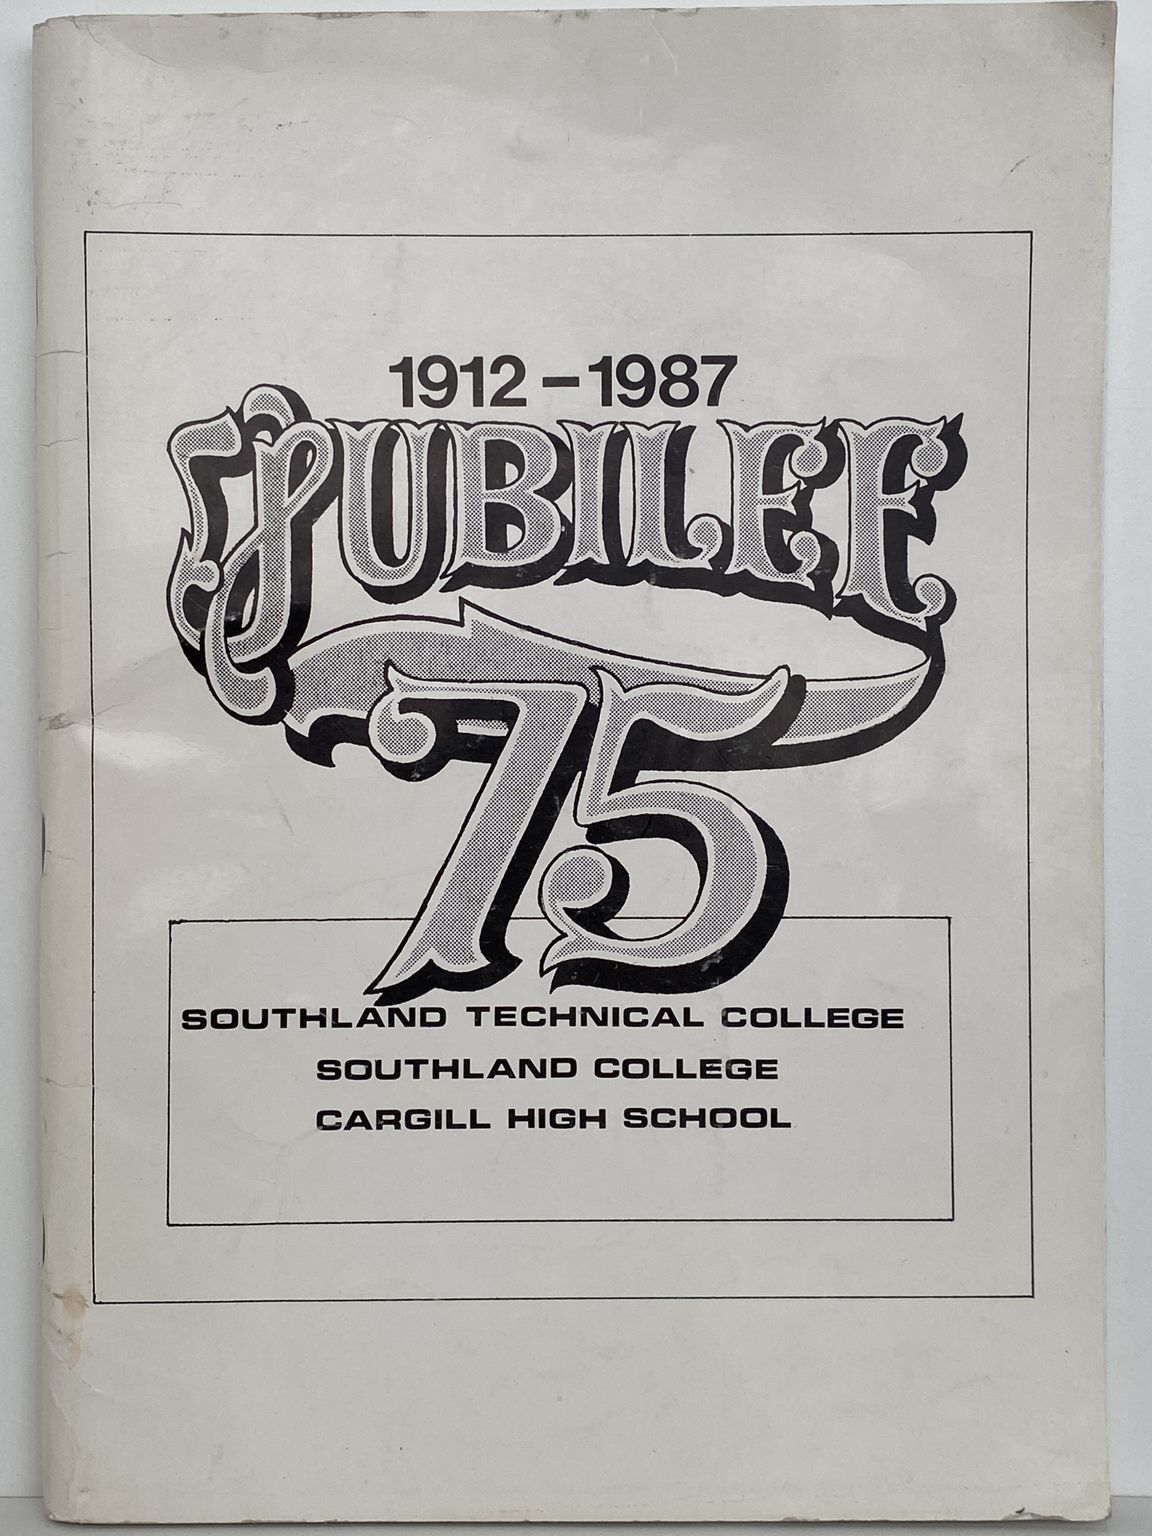 1912-1987
JUBILEE
75
SOUTHLAND TECHNICAL COLLEGE
SOUTHLAND COLLEGE
CARGILL HIGH SCHOOL